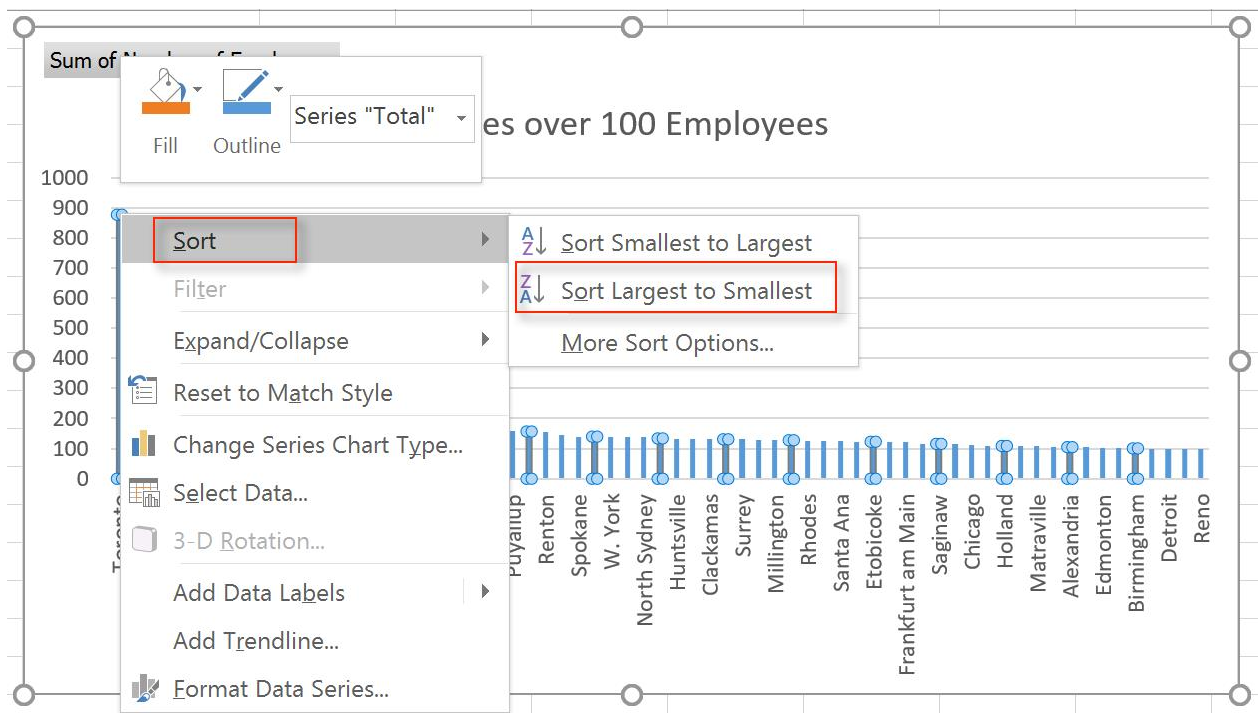 Sum of
Fill
Outline
Series "Total"
es over 100 Employees
1000
900
800
700
600
500
400
300
200
100
0
Sort
Filter
Expand/Collapse
Reset to Match Style
Change Series Chart Type...
Select Data...
3-D Rotation...
Add Data Labels
Add Trendline...
Format Data Series...
A
Z
Sort Smallest to Largest
Z
A
Sort Largest to Smallest
More Sort Options...
Puyallup
Renton
Spokane
W. York
North Sydney
Huntsville
Clackamas
Surrey
Millington
Rhodes
Santa Ana
Etobicoke
Frankfurt am Main
Saginaw
Chicago
Holland
Matraville
Alexandria
Edmonton
Birmingham
Detroit
Reno